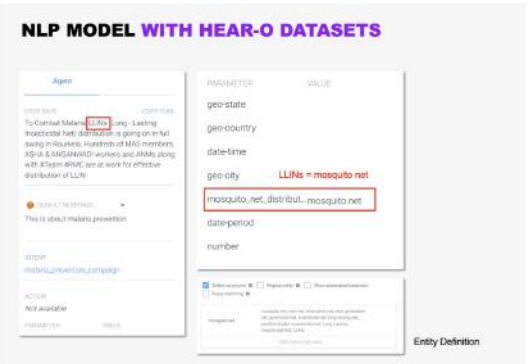 NLP MODEL WITH HEAR-O DATASETS
Agent
USER SAYS COPY CURL
To Combat Malaria LLINs (Long - Lasting
Insecticidal Net) distribution is going on in full
swing in Rourkela. Hundreds of MAS members,
ASHA & ANGANWADI workers and ANMs along
with #Team #RMC are at work for effective
distribution of LLIN
DEFAULT RESPONSE
This is about malaria prevention
INTENT
malaria_prevention_campaign
ACTION
Not available
PARAMETER VALUE
PARAMETER VALUE
geo-state
geo-country
date-time
geo-city LLINs = mosquito net
mosquito_net_distribut... mosquito net
date-period
number
Define synonyms Regexp entity Allow automated expansion
Fuzzy matching
mosquito net
Entity Definition